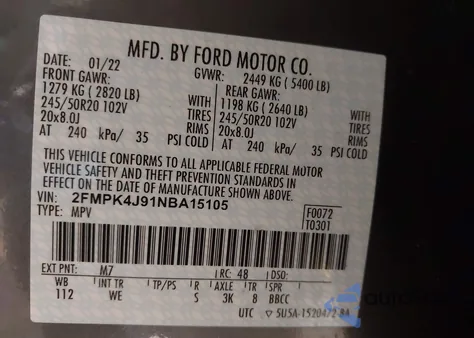 MFD. BY FORD MOTOR CO.
DATE: 01/22 GVWR: 2449 KG ( 5400 LB)
FRONT GAWR: REAR GAWR:
1279 KG ( 2820 LB) 1198 KG ( 2640 LB)
245/50R20 102V WITH TIRES 245/50R20 102V WITH TIRES
20x8.0J RIMS 20x8.0J RIMS
AT 240 kPa/ 35 PSI COLD AT 240 kPa/ 35 PSI COLD
THIS VEHICLE CONFORMS TO ALL APPLICABLE FEDERAL MOTOR
VEHICLE SAFETY AND THEFT PREVENTION STANDARDS IN
EFFECT ON THE DATE OF MANUFACTURE SHOWN ABOVE.
VIN: 2FMPK4J91NBA15105 F0072
TYPE: MPV T0301
EXT PNT: M7 RC: 48 DSO:
WB INT TR TP/PS R AXLE TR SPR
112 WE S 3K 8 BBCC
UTC